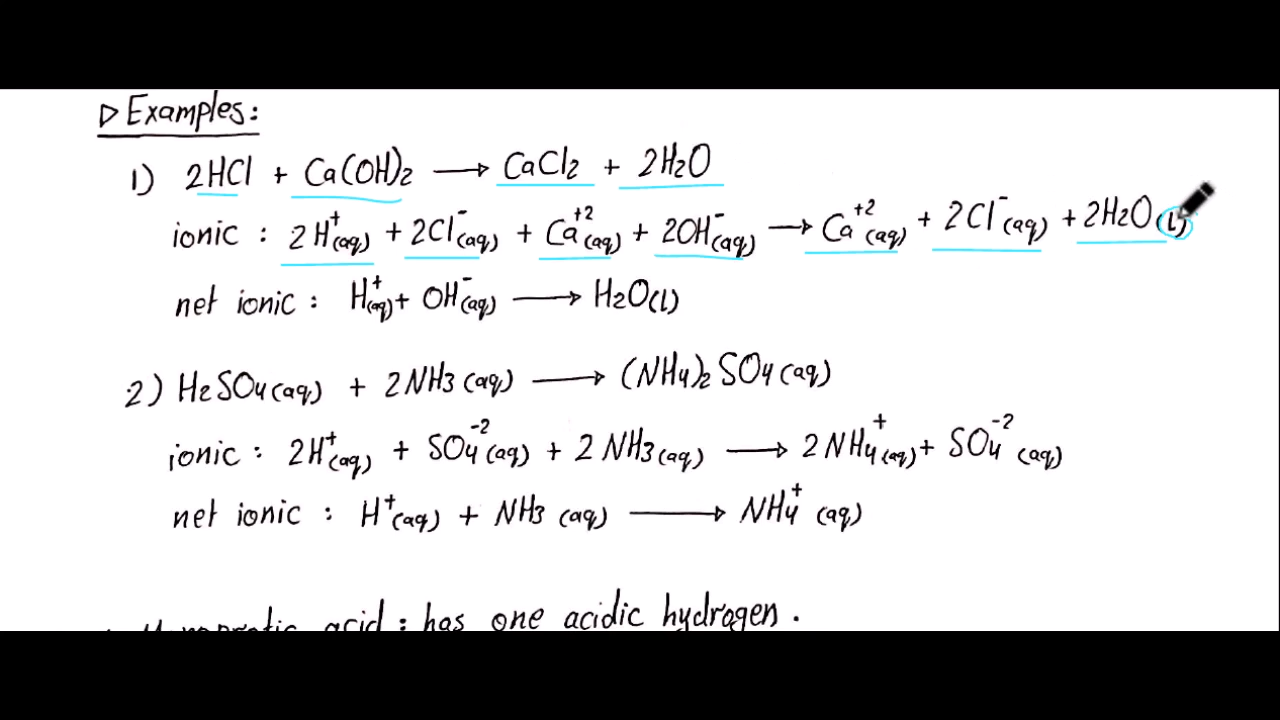 ▷ Examples:
1) 2HCl + Ca(OH)2 → CaCl2 + 2H2O
ionic : 2H+(aq) + 2Cl-(aq) + Ca+2(aq) + 2OH-(aq) → Ca+2(aq) + 2Cl-(aq) + 2H2O(l)
net ionic : H+(aq) + OH-(aq) → H2O(l)
2) H2SO4(aq) + 2NH3(aq) → (NH4)2SO4(aq)
ionic : 2H+(aq) + SO4-2(aq) + 2NH3(aq) → 2NH4+(aq) + SO4-2(aq)
net ionic : H+(aq) + NH3(aq) → NH4+(aq)
acid : has one acidic hydrogen.